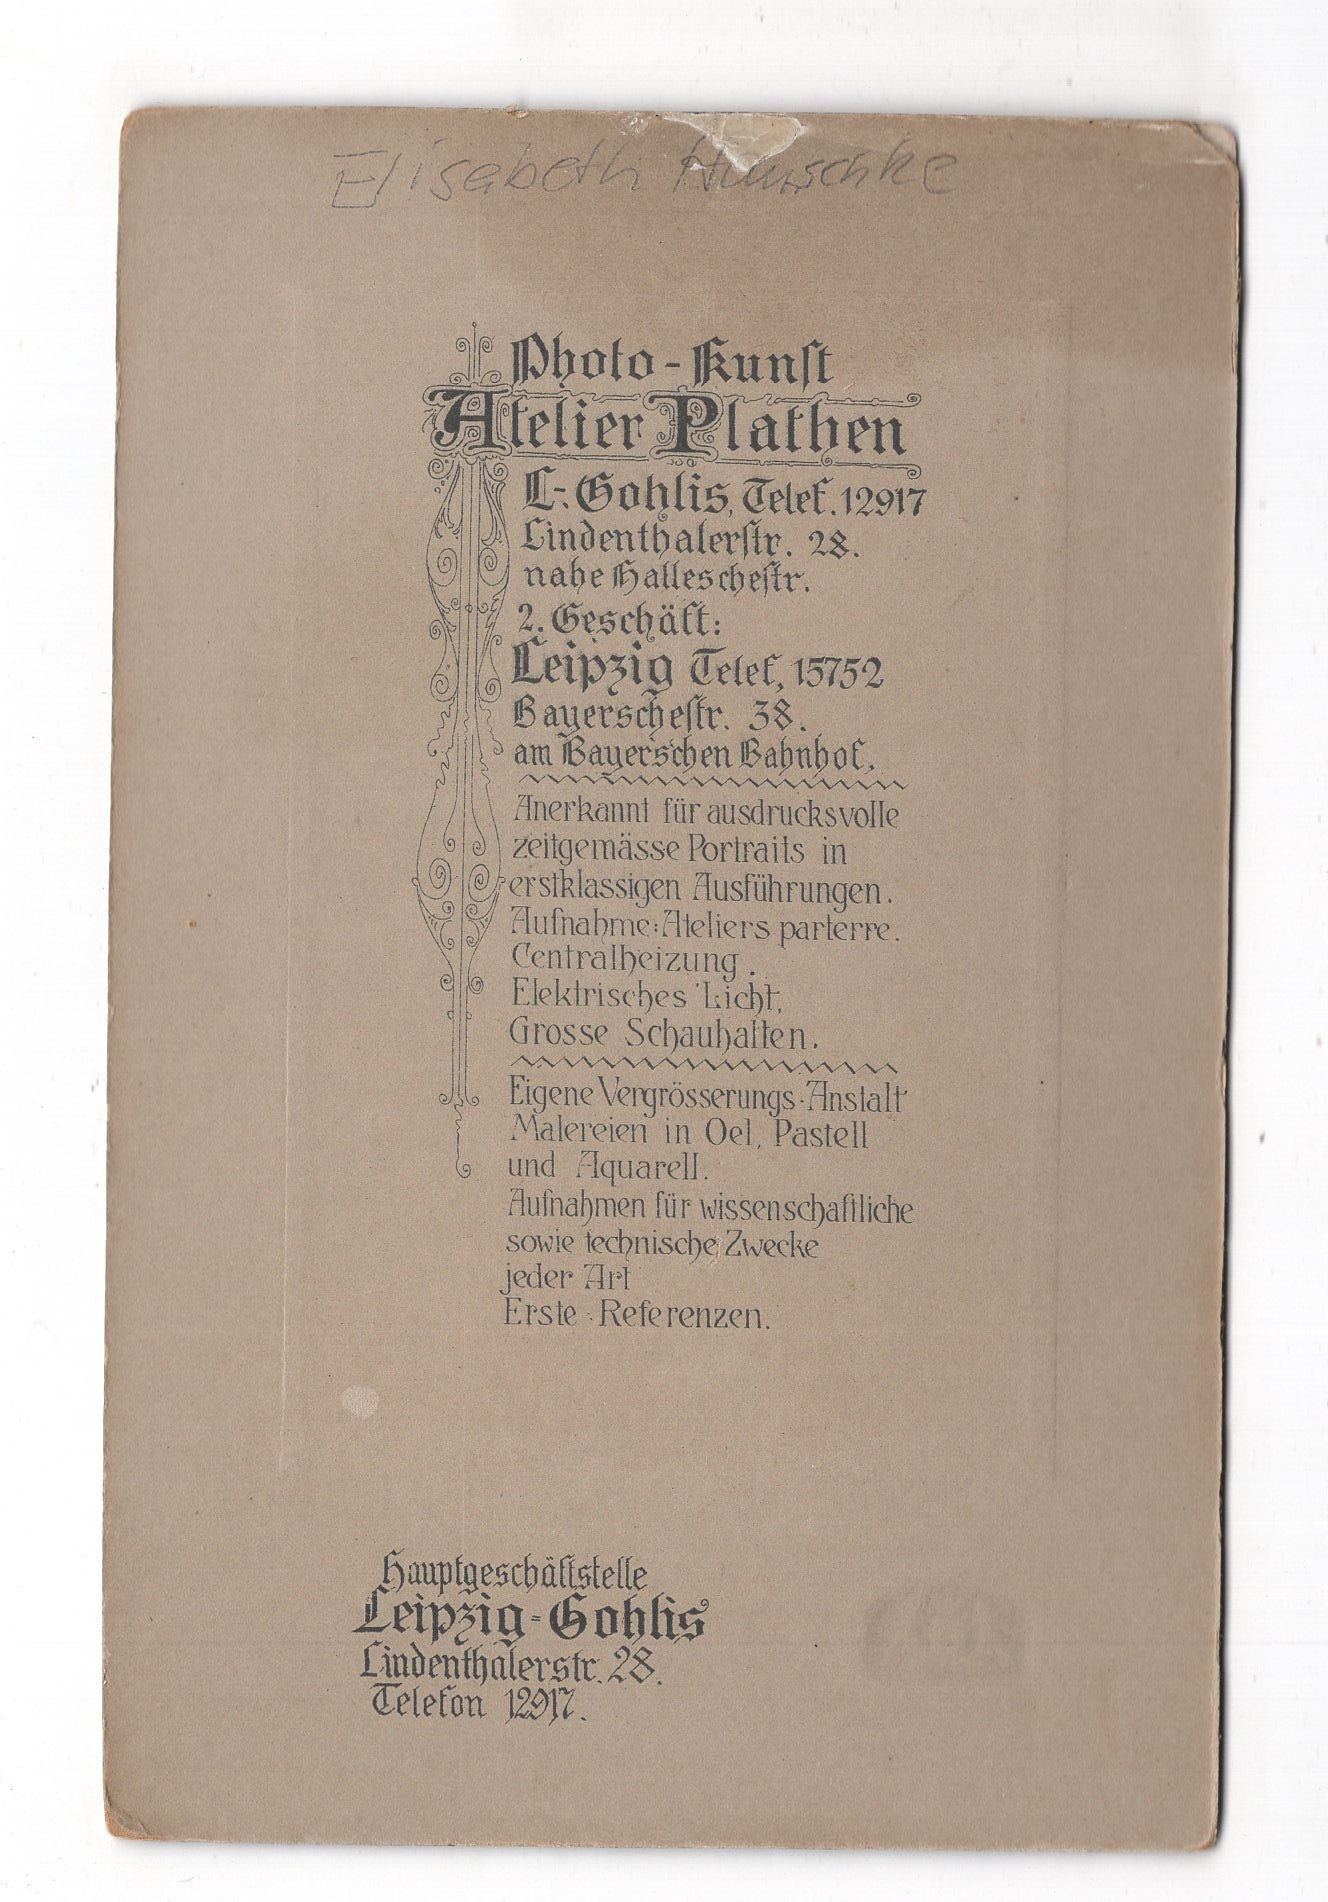 Elisabeth
Photo-Kunst
Atelier Plathen
L.-Gohlis, Telef. 12917
Lindenthalerstr. 28.
nahe Halleschestr.
2. Geschäft:
Leipzig Telef. 15752
Bayerschestr. 38.
am Bayer'schen Bahnhof.
Anerkannt für ausdrucksvolle
zeitgemässe Portraits in
erstklassigen Ausführungen.
Aufnahme-Ateliers parterre.
Centralheizung.
Elektrisches Licht,
Grosse Schauhallen.
Eigene Vergrösserungs-Anstalt
Malereien in Oel, Pastell
und Aquarell.
Aufnahmen für wissenschaftliche
sowie technische Zwecke
jeder Art
Erste Referenzen.
Hauptgeschäftstelle
Leipzig-Gohlis
Lindenthalerstr. 28.
Telefon 12917.